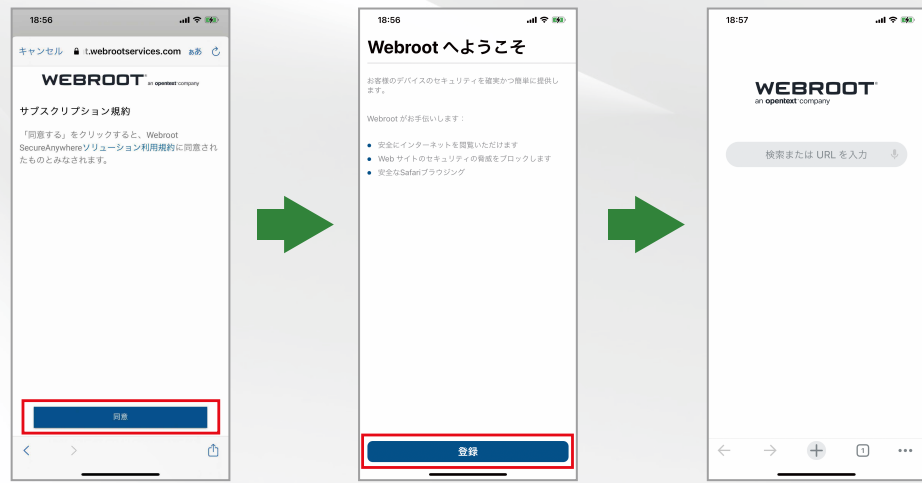 18:56
キャンセル t.webrootservices.com ぁあ
WEBROOT
an opentext company
サブスクリプション規約
「同意する」をクリックすると、Webroot
SecureAnywhereソリューション利用規約に同意され
たものとみなされます。
同意
18:56
Webroot へようこそ
お客様のデバイスのセキュリティを確実かつ簡単に提供し
ます。
Webroot がお手伝いします：
• 安全にインターネットを閲覧いただけます
• Web サイトのセキュリティの脅威をブロックします
• 安全なSafariブラウジング
登録
18:57
WEBROOT
an opentext company
検索または URL を入力
1